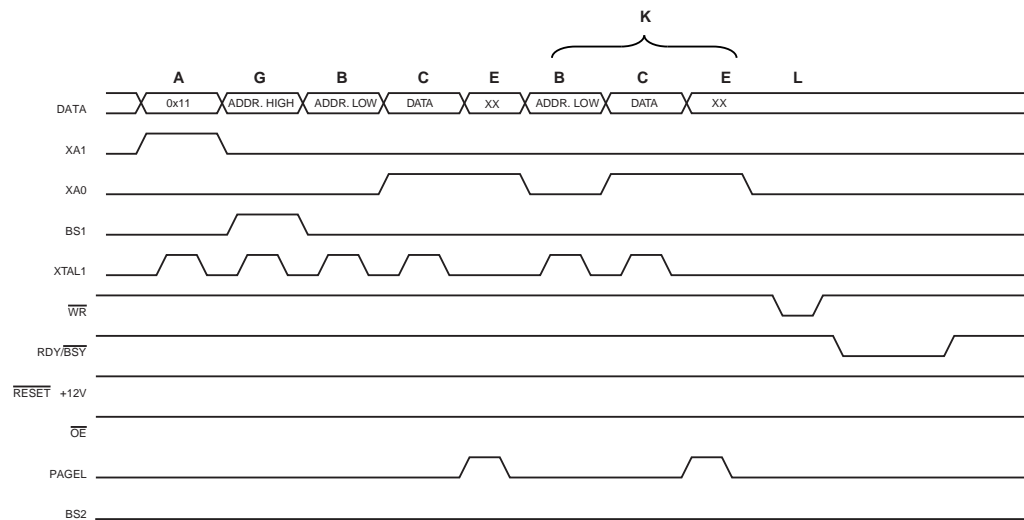 K
A G B C E B C E L
DATA 0x11 ADDR. HIGH ADDR. LOW DATA XX ADDR. LOW DATA XX
XA1
XA0
BS1
XTAL1
WR
RDY/BSY
RESET +12V
OE
PAGEL
BS2